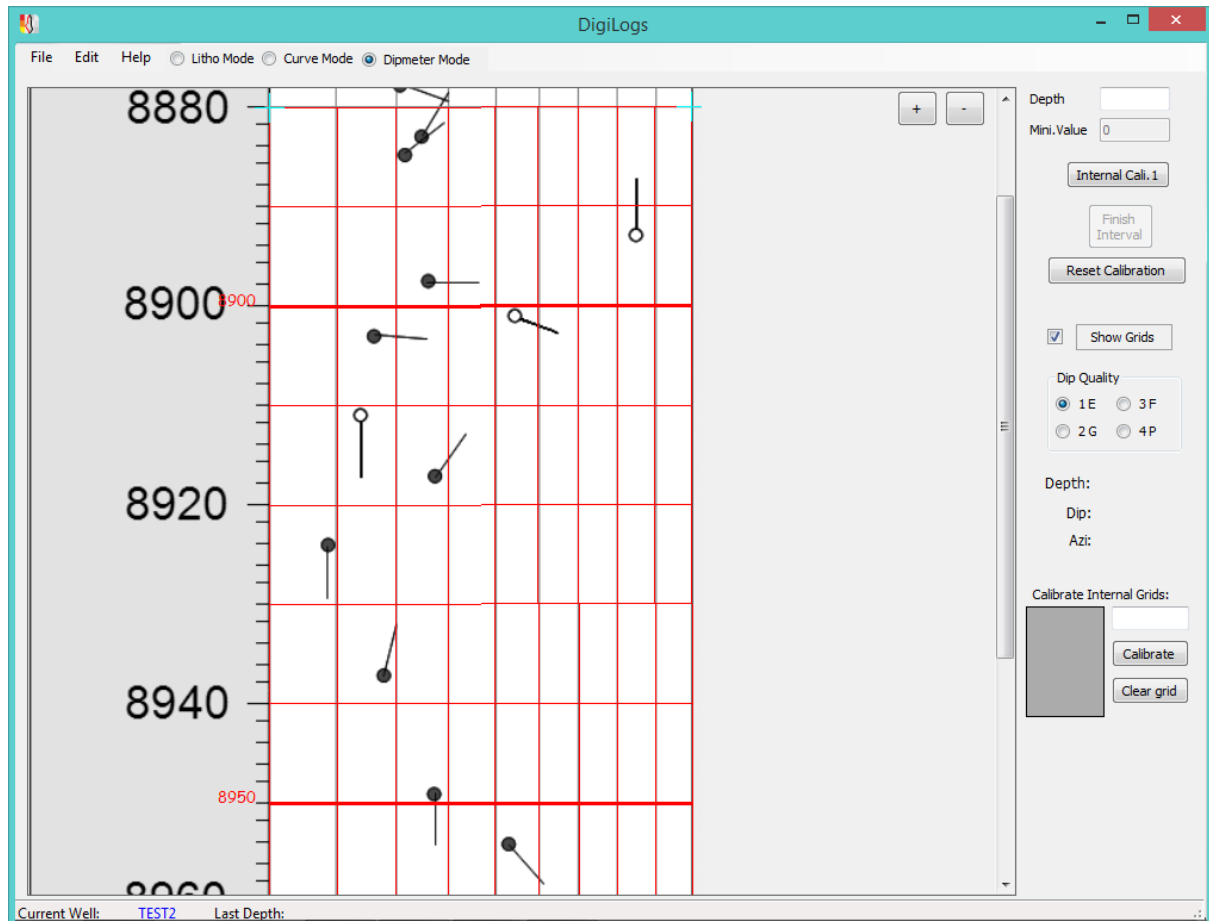 DigiLogs
File Edit Help Litho Mode Curve Mode Dipmeter Mode
8880
+ -
Depth
Mini.Value 0
Internal Cali. 1
Finish
Interval
Reset Calibration
8900 8900
Show Grids
Dip Quality
1 E 3 F
2 G 4 P
8920
Depth:
Dip:
Azi:
Calibrate Internal Grids:
Calibrate
Clear grid
8940
8950
8960
Current Well: TEST2 Last Depth: